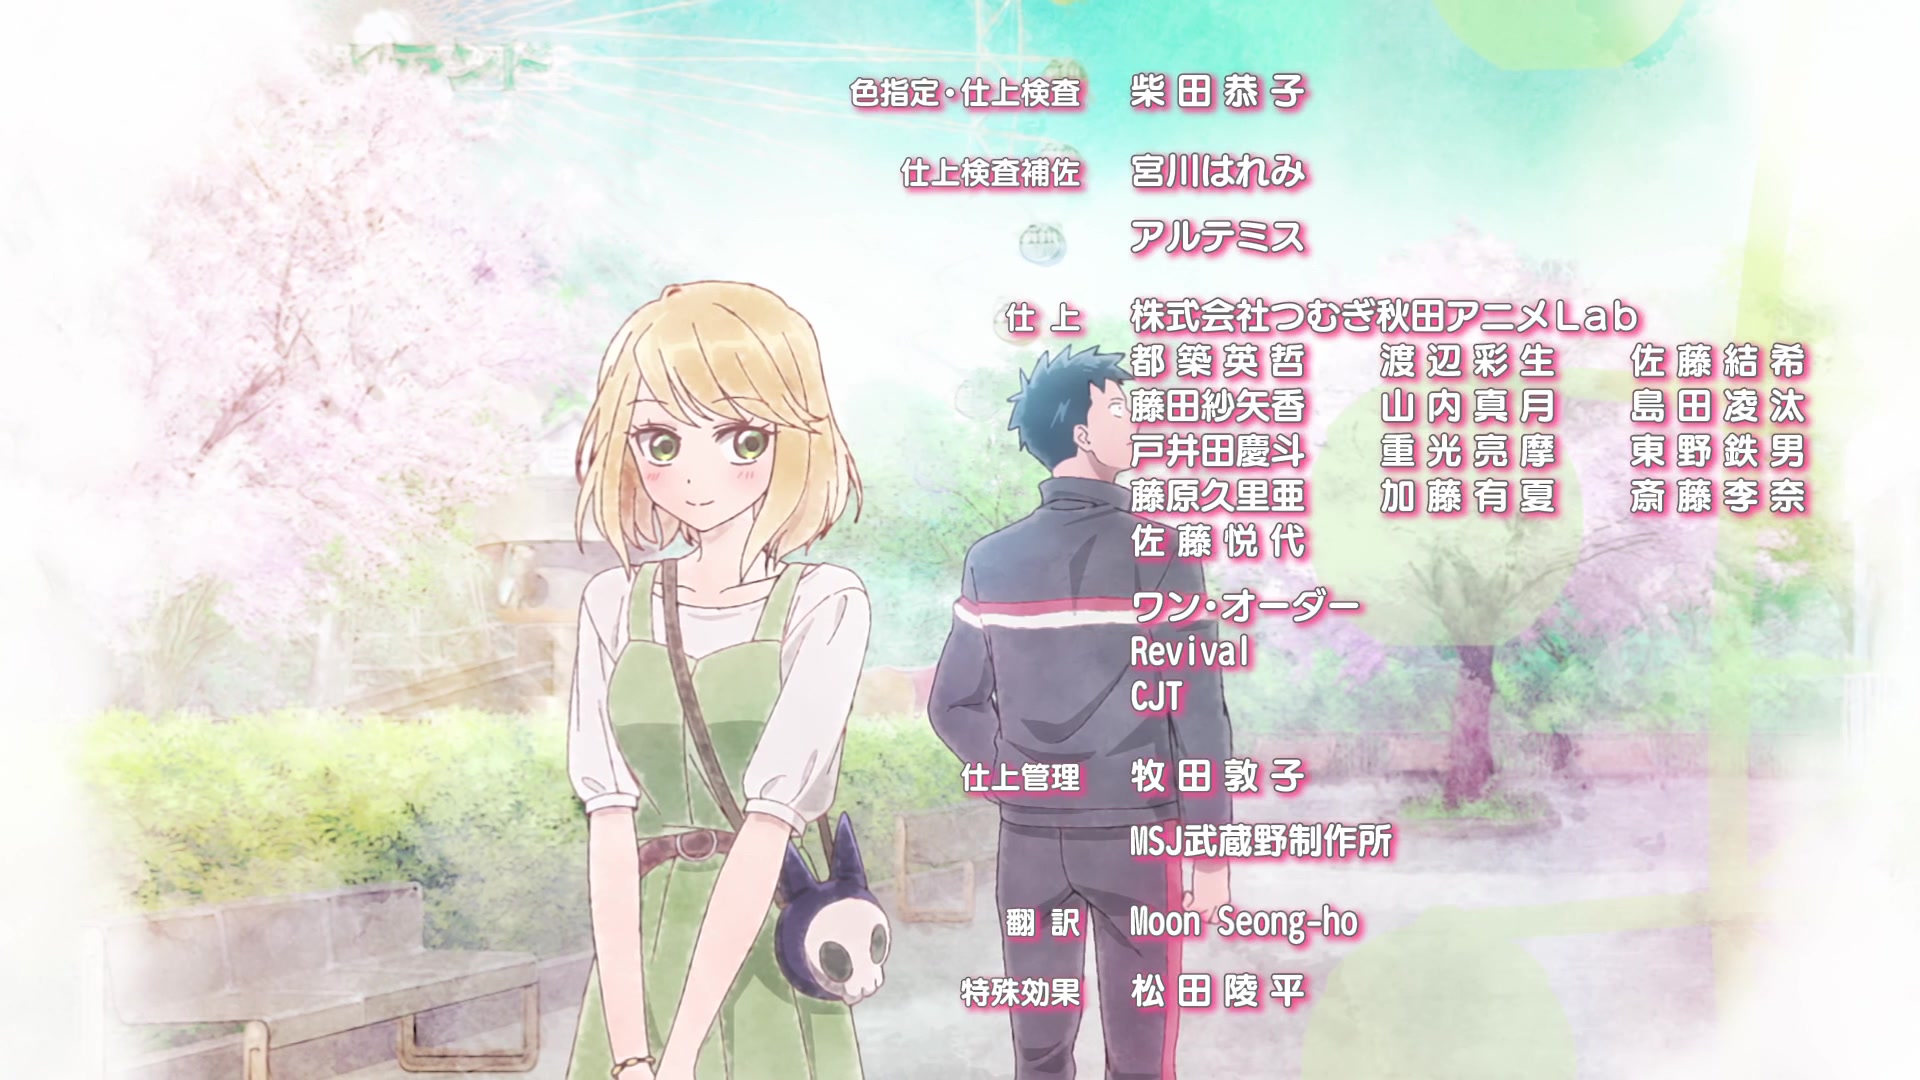 色指定・仕上検査 柴田恭子
仕上検査補佐 宮川はれみ
アルテミス
仕上 株式会社つむぎ秋田アニメLab
都築英哲 渡辺彩生 佐藤結希
藤田紗矢香 山内真月 島田凌汰
戸井田慶斗 重光亮摩 東野鉄男
藤原久里亜 加藤有夏 斎藤李奈
佐藤悦代
ワン・オーダー
Revival
CJT
仕上管理 牧田敦子
MSJ武蔵野制作所
翻訳 Moon Seong-ho
特殊効果 松田陵平